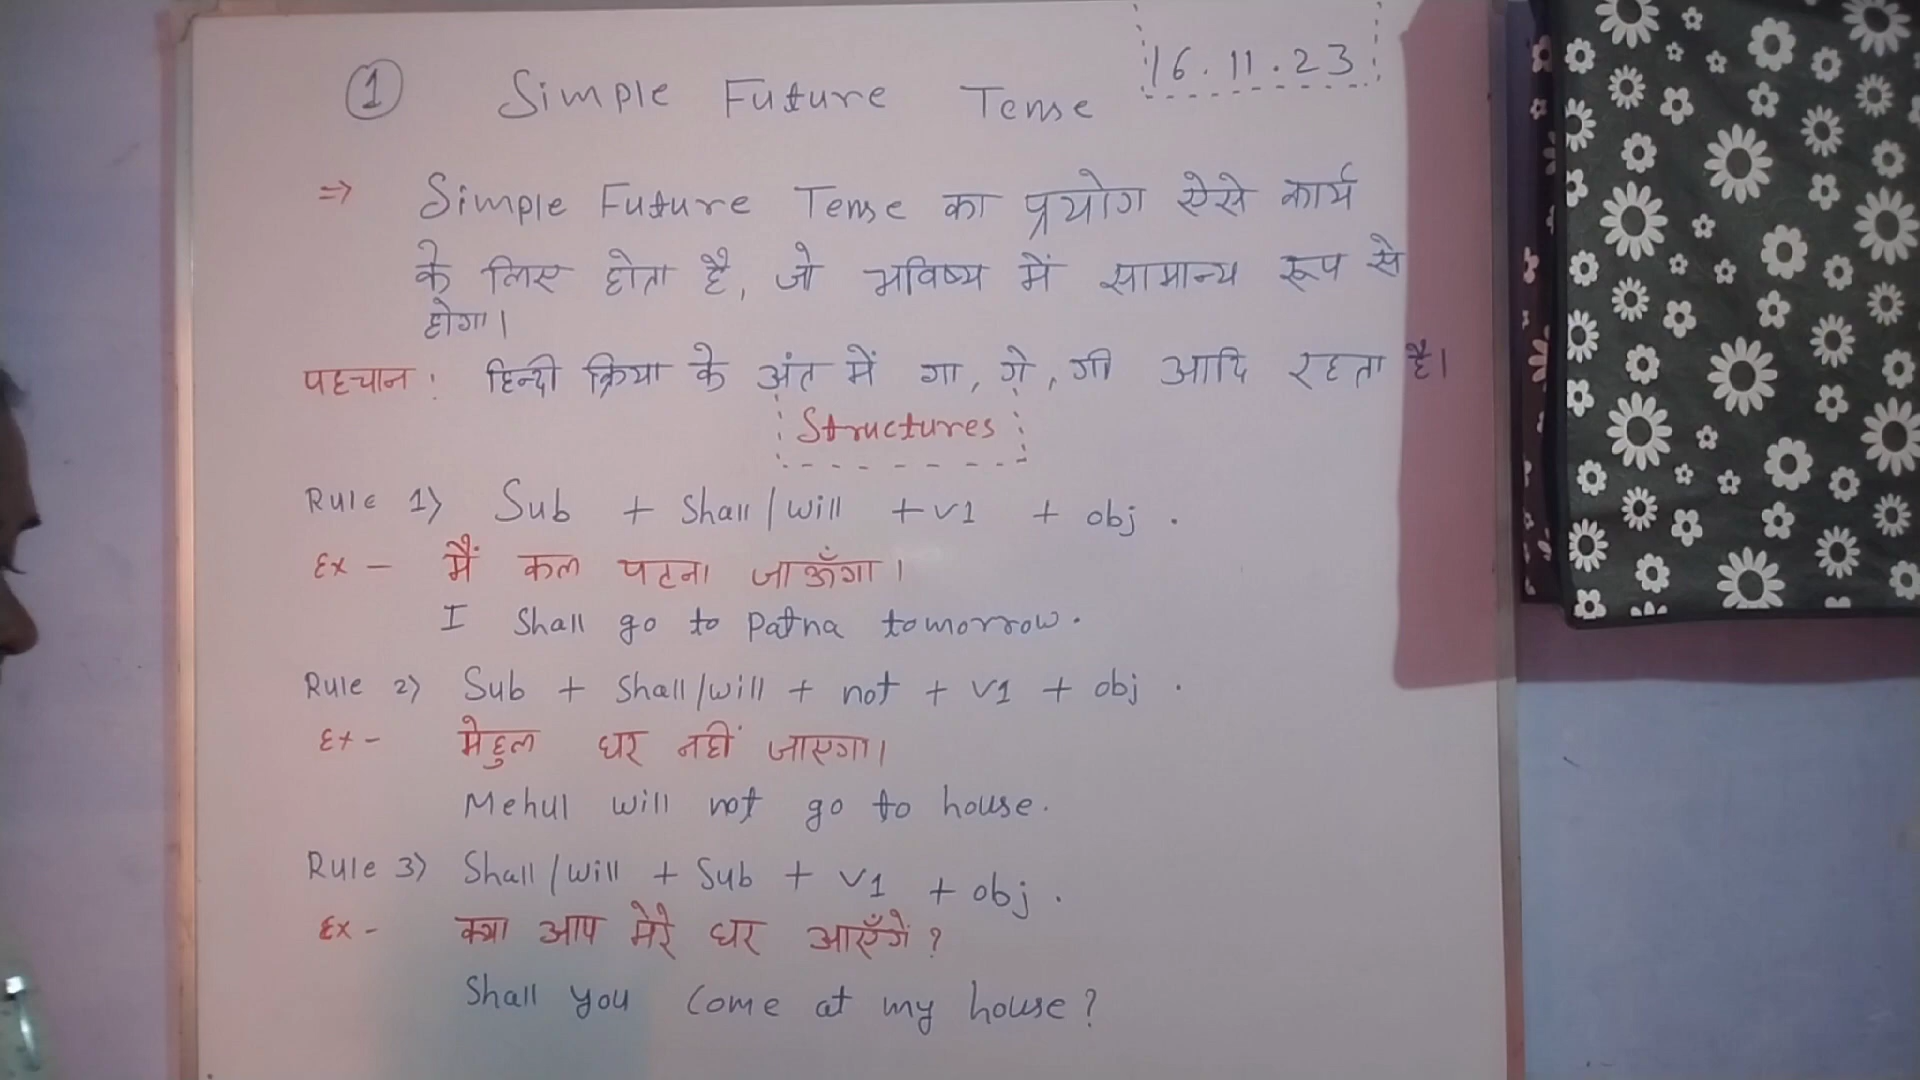 16.11.23
① Simple Future Tense
⇒ Simple Future Tense का प्रयोग ऐसे कार्य
के लिए होता है, जो भविष्य में सामान्य रूप से
होगा।
पहचान : हिन्दी क्रिया के अंत में गा, गे, गी आदि रहता है।
Structures
Rule 1) Sub + Shall/will + v1 + obj .
Ex - मैं कल पटना जाऊँगा।
I Shall go to Patna tomorrow.
Rule 2) Sub + Shall/will + not + v1 + obj .
Ex - मेहुल घर नहीं जाएगा।
Mehul will not go to house.
Rule 3) Shall/will + Sub + v1 + obj .
Ex - क्या आप मेरे घर आएँगें ?
Shall you Come at my house?